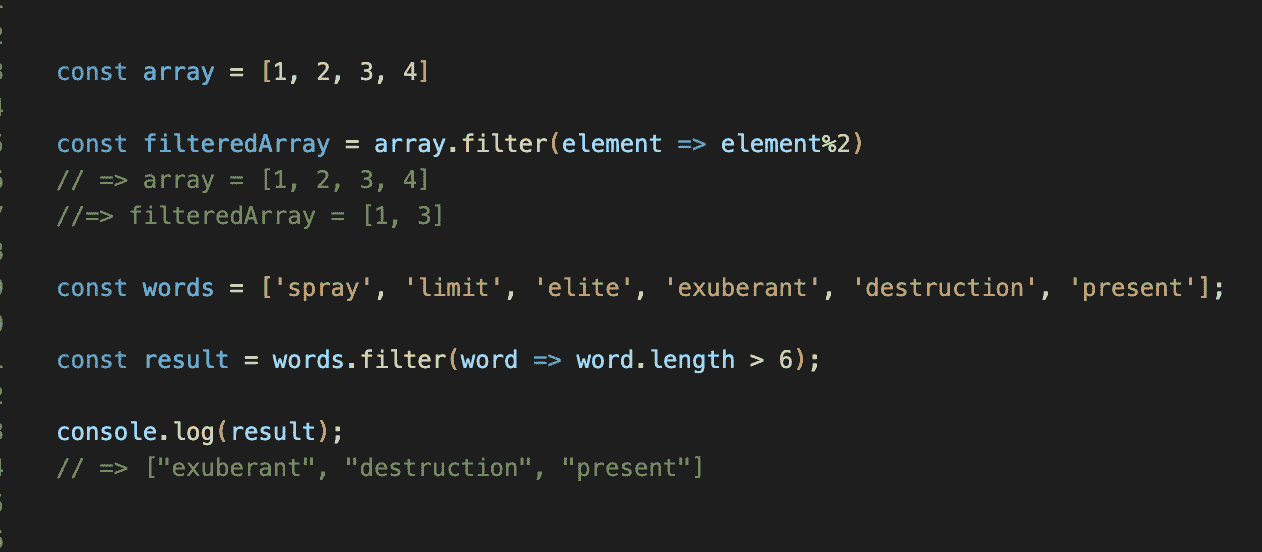 const array = [1, 2, 3, 4]
const filteredArray = array.filter(element => element%2)
// => array = [1, 2, 3, 4]
//=> filteredArray = [1, 3]
const words = ['spray', 'limit', 'elite', 'exuberant', 'destruction', 'present'];
const result = words.filter(word => word.length > 6);
console.log(result);
// => ["exuberant", "destruction", "present"]